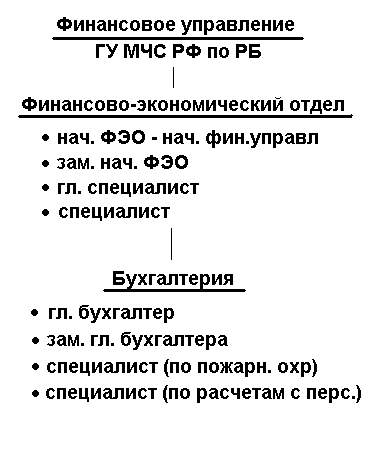 Финансовое управление
ГУ МЧС РФ по РБ
Финансово-экономический отдел
• нач. ФЭО - нач. фин.управл
• зам. нач. ФЭО
• гл. специалист
• специалист
Бухгалтерия
• гл. бухгалтер
• зам. гл. бухгалтера
• специалист (по пожарн. охр)
• специалист (по расчетам с перс.)